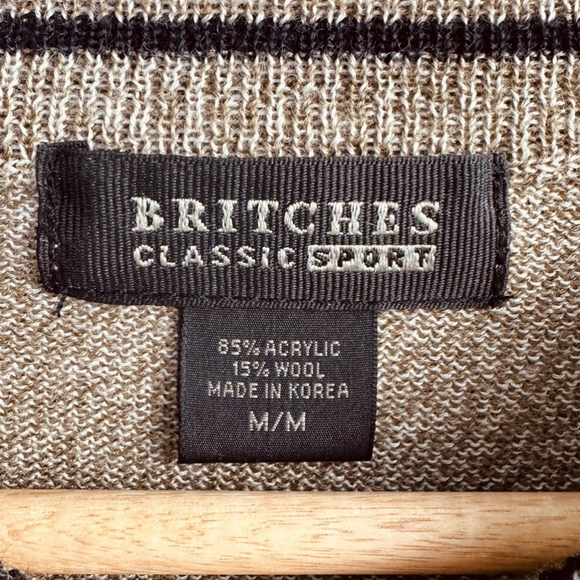 BRITCHES
CLASSIC SPORT
85% ACRYLIC
15% WOOL
MADE IN KOREA
M/M